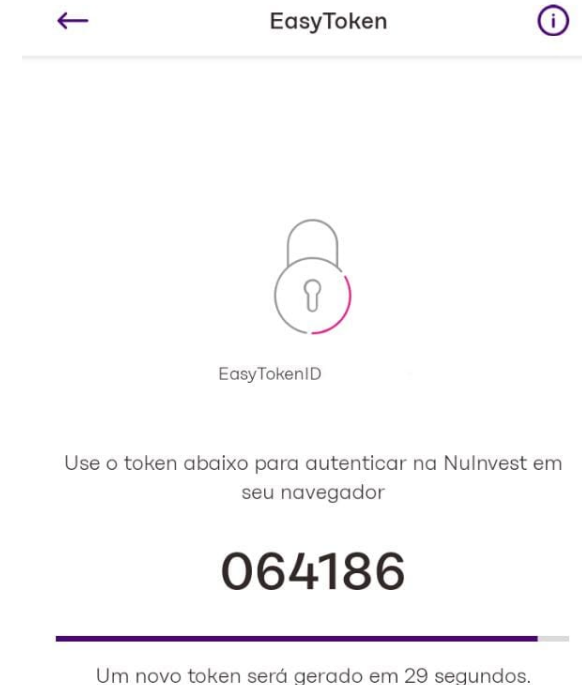 EasyToken
EasyTokenID
Use o token abaixo para autenticar na NuInvest em
seu navegador
064186
Um novo token será gerado em 29 segundos.